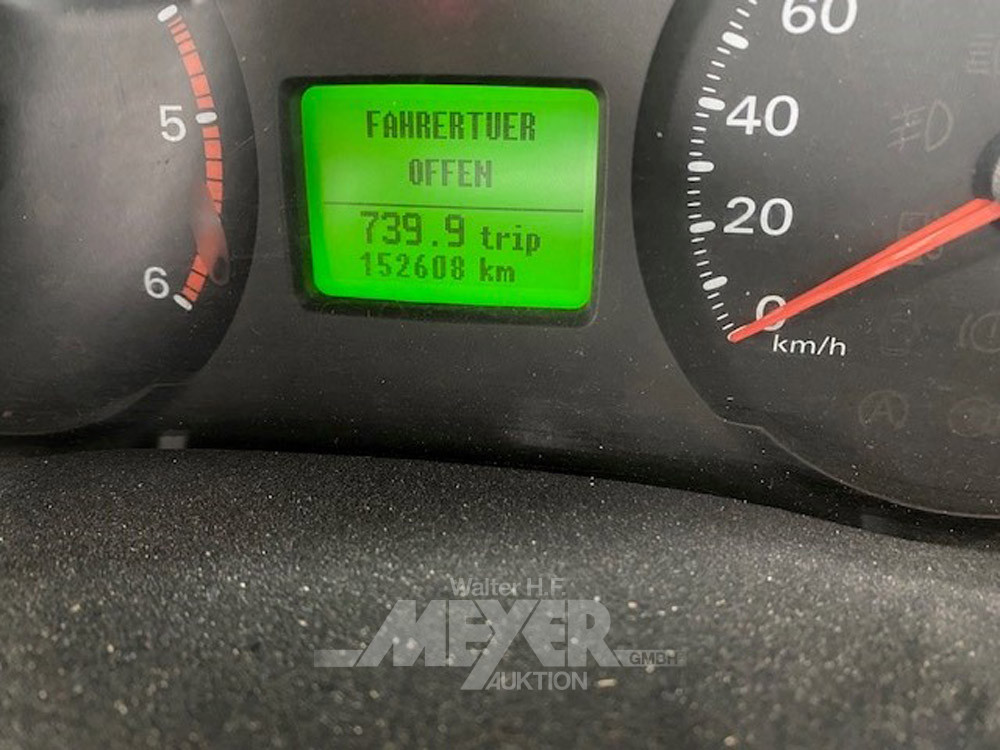 5
6
FAHRERTUER
OFFEN
739.9 trip
152608 km
60
40
20
0
km/h
Walter H.F.
MEYER
GMBH
AUKTION